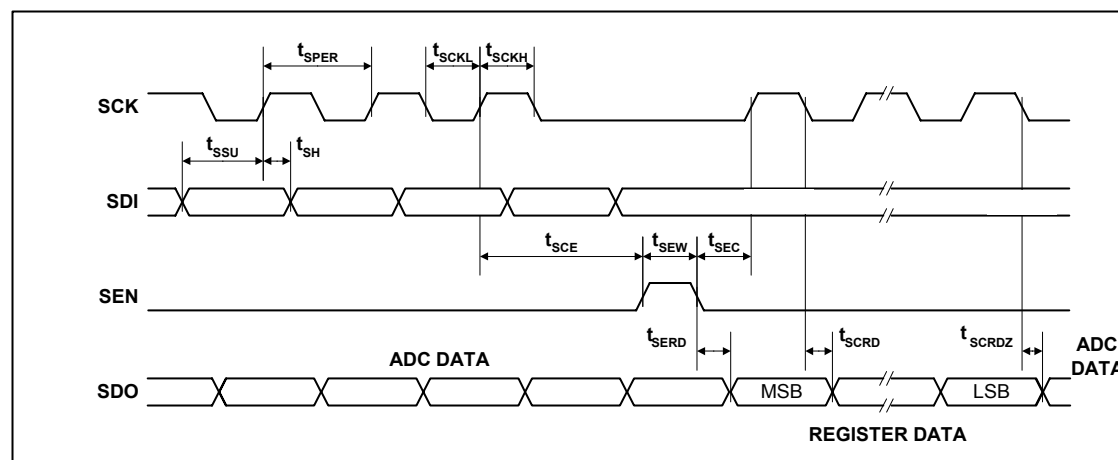 tSPER
tSCKL tSCKH
SCK
tSSU tSH
SDI
tSCE tSEW tSEC
SEN
tSERD tSCRD tSCRDZ
ADC DATA
ADC DATA
SDO
MSB
LSB
REGISTER DATA